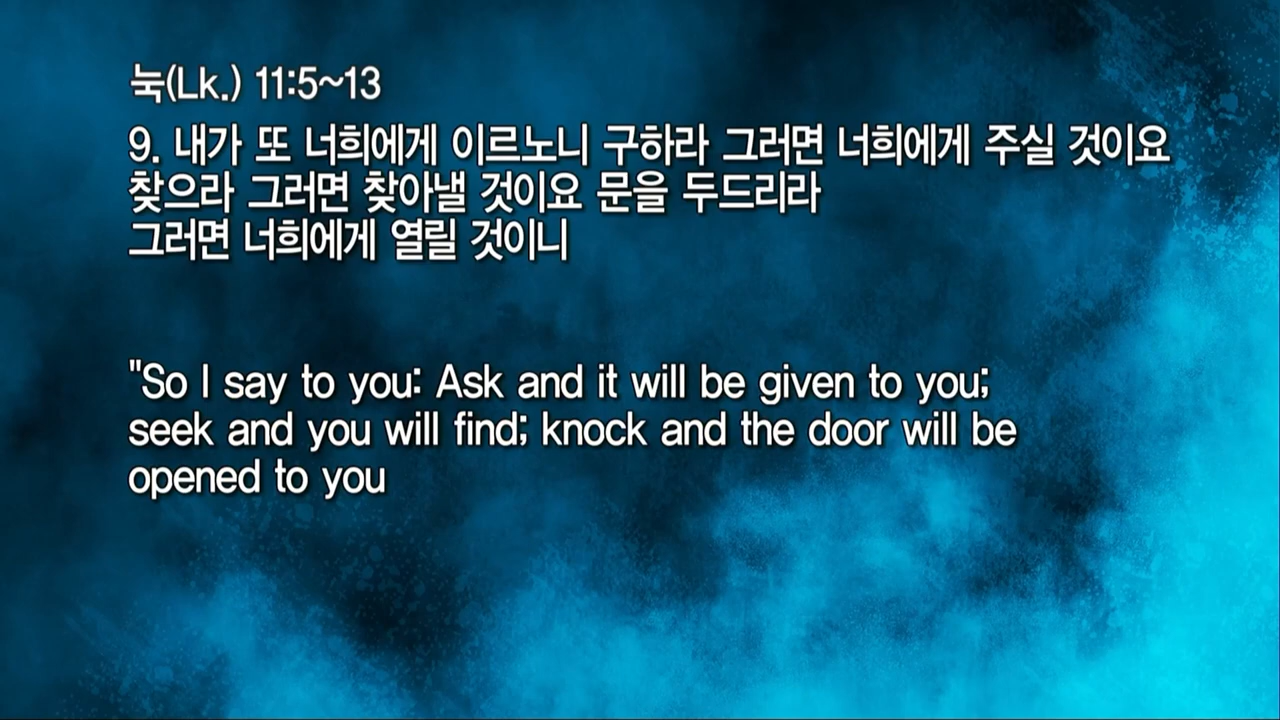 눅(Lk.) 11:5~13
9. 내가 또 너희에게 이르노니 구하라 그러면 너희에게 주실 것이요
찾으라 그러면 찾아낼 것이요 문을 두드리라
그러면 너희에게 열릴 것이니
"So I say to you: Ask and it will be given to you;
seek and you will find; knock and the door will be
opened to you